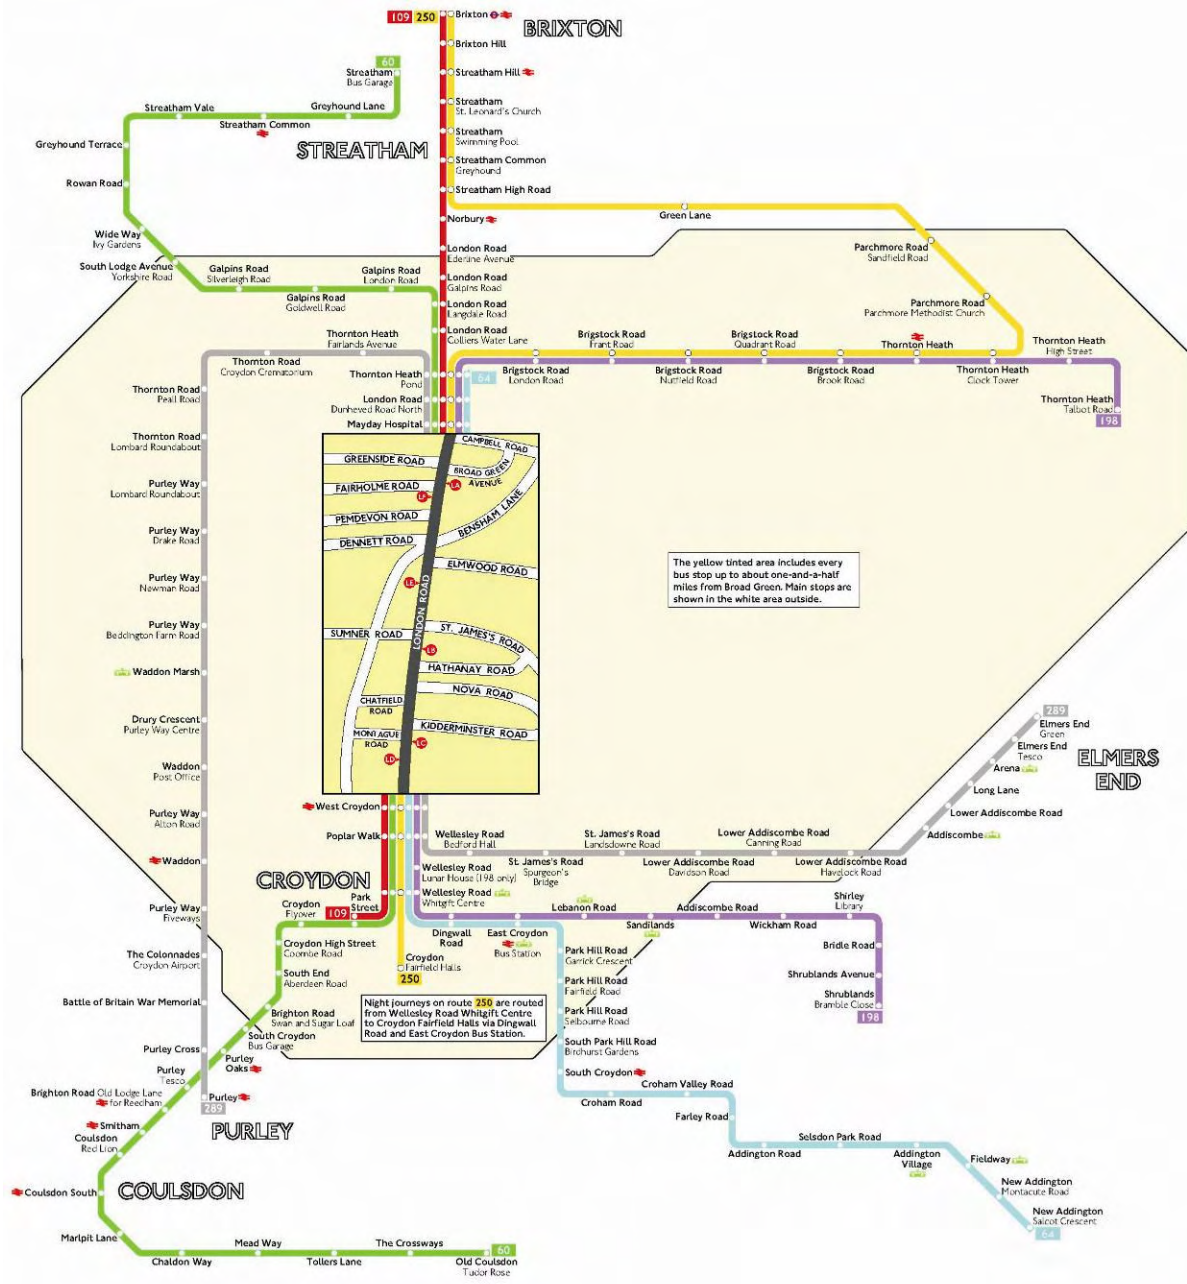 109 250
Brixton
BRIXTON
Brixton Hill
60
Streatham
Bus Garage
Streatham Hill
Streatham Vale
Greyhound Lane
Streatham
St. Leonard's Church
Streatham Common
STREATHAM
Streatham
Swimming Pool
Greyhound Terrace
Streatham Common
Greyhound
Rowan Road
Streatham High Road
Norbury
Green Lane
Wide Way
Ivy Gardens
London Road
Ederline Avenue
Parchmore Road
Sandfield Road
South Lodge Avenue
Yorkshire Road
Galpins Road
Silverleigh Road
Galpins Road
London Road
London Road
Galpins Road
Galpins Road
Goldwell Road
London Road
Langdale Road
Parchmore Road
Parchmore Methodist Church
London Road
Colliers Water Lane
Thornton Heath
Fairlands Avenue
Brigstock Road
Frant Road
Brigstock Road
Quadrant Road
Thornton Heath
Thornton Heath
High Street
Thornton Road
Croydon Crematorium
Thornton Heath
Pond
64
Brigstock Road
London Road
Brigstock Road
Nutfield Road
Brigstock Road
Brook Road
Thornton Heath
Clock Tower
Thornton Road
Peall Road
London Road
Dunheved Road North
Thornton Heath
Talbot Road
198
Mayday Hospital
Thornton Road
Lombard Roundabout
CAMPBELL ROAD
GREENSIDE ROAD
BROAD GREEN
AVENUE
FAIRHOLME ROAD
LA
LF
Purley Way
Lombard Roundabout
PEMDEVON ROAD
BENSHAM LANE
DENNETT ROAD
Purley Way
Drake Road
ELMWOOD ROAD
The yellow tinted area includes every
bus stop up to about one-and-a-half
miles from Broad Green. Main stops are
shown in the white area outside.
Purley Way
Newman Road
LE
LONDON ROAD
Purley Way
Beddington Farm Road
SUMNER ROAD
ST. JAMES'S ROAD
LB
HATHANAY ROAD
Waddon Marsh
NOVA ROAD
CHATFIELD
ROAD
Drury Crescent
Purley Way Centre
MONTAGUE
ROAD
KIDDERMINSTER ROAD
LC
LD
289
Elmers End
Green
Elmers End
Tesco
ELMERS
END
Waddon
Post Office
Arena
Long Lane
West Croydon
Purley Way
Alton Road
Lower Addiscombe Road
Poplar Walk
Wellesley Road
Bedford Hall
St. James's Road
Landsdowne Road
Lower Addiscombe Road
Canning Road
Addiscombe
Waddon
Wellesley Road
Lunar House (198 only)
St. James's Road
Spurgeon's
Bridge
Lower Addiscombe Road
Davidson Road
Lower Addiscombe Road
Havelock Road
CROYDON
Wellesley Road
Whitgift Centre
Purley Way
Fiveways
Croydon
Flyover
109
Park
Street
Lebanon Road
Addiscombe Road
Shirley
Library
Dingwall
Road
East Croydon
Bus Station
Sandilands
Wickham Road
The Colonnades
Croydon Airport
Croydon High Street
Coombe Road
Croydon
Fairfield Halls
250
Park Hill Road
Garrick Crescent
Bridle Road
South End
Aberdeen Road
Park Hill Road
Fairfield Road
Shrublands Avenue
Battle of Britain War Memorial
Night journeys on route 250 are routed
from Wellesley Road Whitgift Centre
to Croydon Fairfield Halls via Dingwall
Road and East Croydon Bus Station.
Shrublands
Bramble Close
198
Brighton Road
Swan and Sugar Loaf
Park Hill Road
Selbourne Road
South Croydon
Bus Garage
Purley Cross
South Park Hill Road
Birdhurst Gardens
Purley
Oaks
Purley
Tesco
South Croydon
Brighton Road Old Lodge Lane
for Reedham
Purley
289
Croham Valley Road
Croham Road
PURLEY
Smitham
Farley Road
Coulsdon
Red Lion
Selsdon Park Road
Addington Road
Addington
Village
Fieldway
Coulsdon South
COULSDON
New Addington
Montacute Road
New Addington
Salcot Crescent
64
Marlpit Lane
Mead Way
The Crossways
60
Chaldon Way
Tollers Lane
Old Coulsdon
Tudor Rose